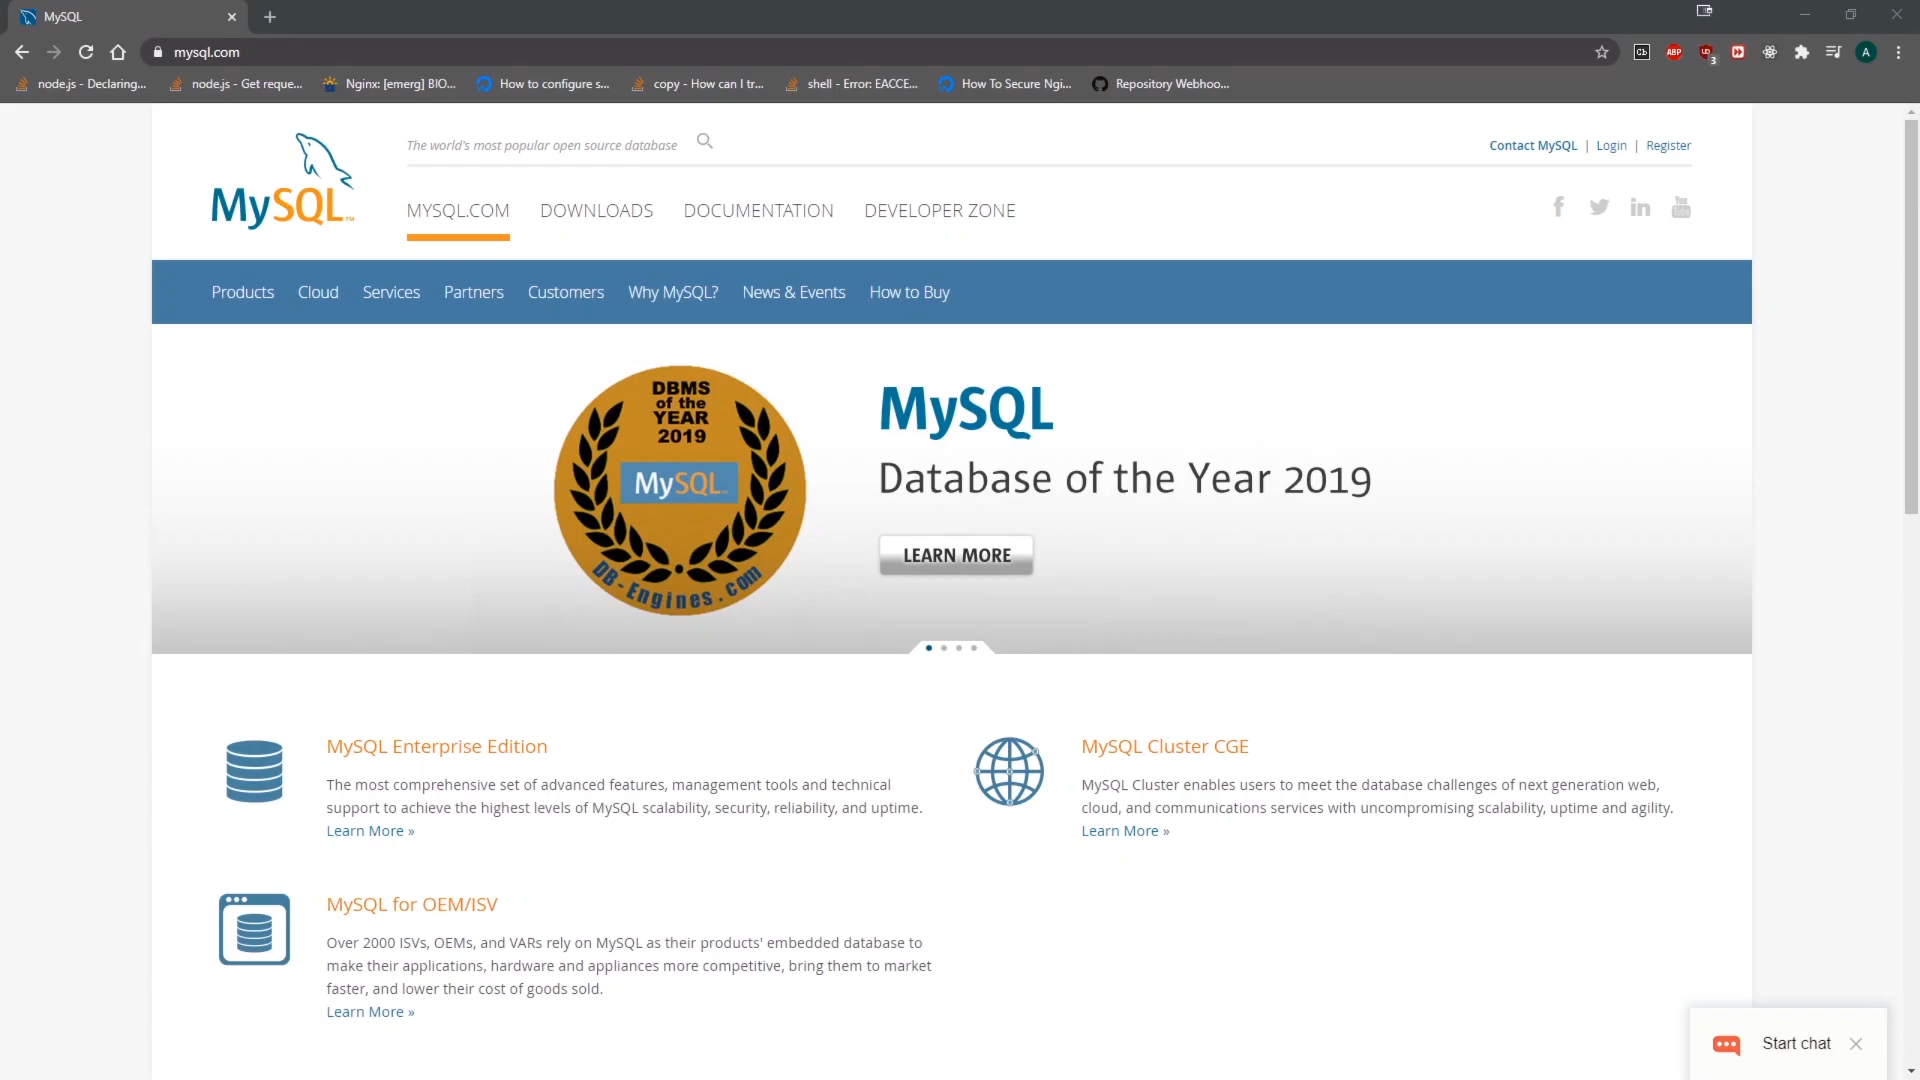 MySQL
mysql.com
3
A
node.js - Declaring...
node.js - Get reque...
Nginx: [emerg] BIO...
How to configure s...
copy - How can I tr...
shell - Error: EACCE...
How To Secure Ngi...
Repository Webhoo...
MySQL™
The world's most popular open source database
Contact MySQL | Login | Register
MYSQL.COM
DOWNLOADS
DOCUMENTATION
DEVELOPER ZONE
Products
Cloud
Services
Partners
Customers
Why MySQL?
News & Events
How to Buy
DBMS
of the
YEAR
2019
MySQL
DB-Engines.com
MySQL
Database of the Year 2019
LEARN MORE
MySQL Enterprise Edition
The most comprehensive set of advanced features, management tools and technical
support to achieve the highest levels of MySQL scalability, security, reliability, and uptime.
Learn More »
MySQL Cluster CGE
MySQL Cluster enables users to meet the database challenges of next generation web,
cloud, and communications services with uncompromising scalability, uptime and agility.
Learn More »
MySQL for OEM/ISV
Over 2000 ISVs, OEMs, and VARs rely on MySQL as their products' embedded database to
make their applications, hardware and appliances more competitive, bring them to market
faster, and lower their cost of goods sold.
Learn More »
Start chat